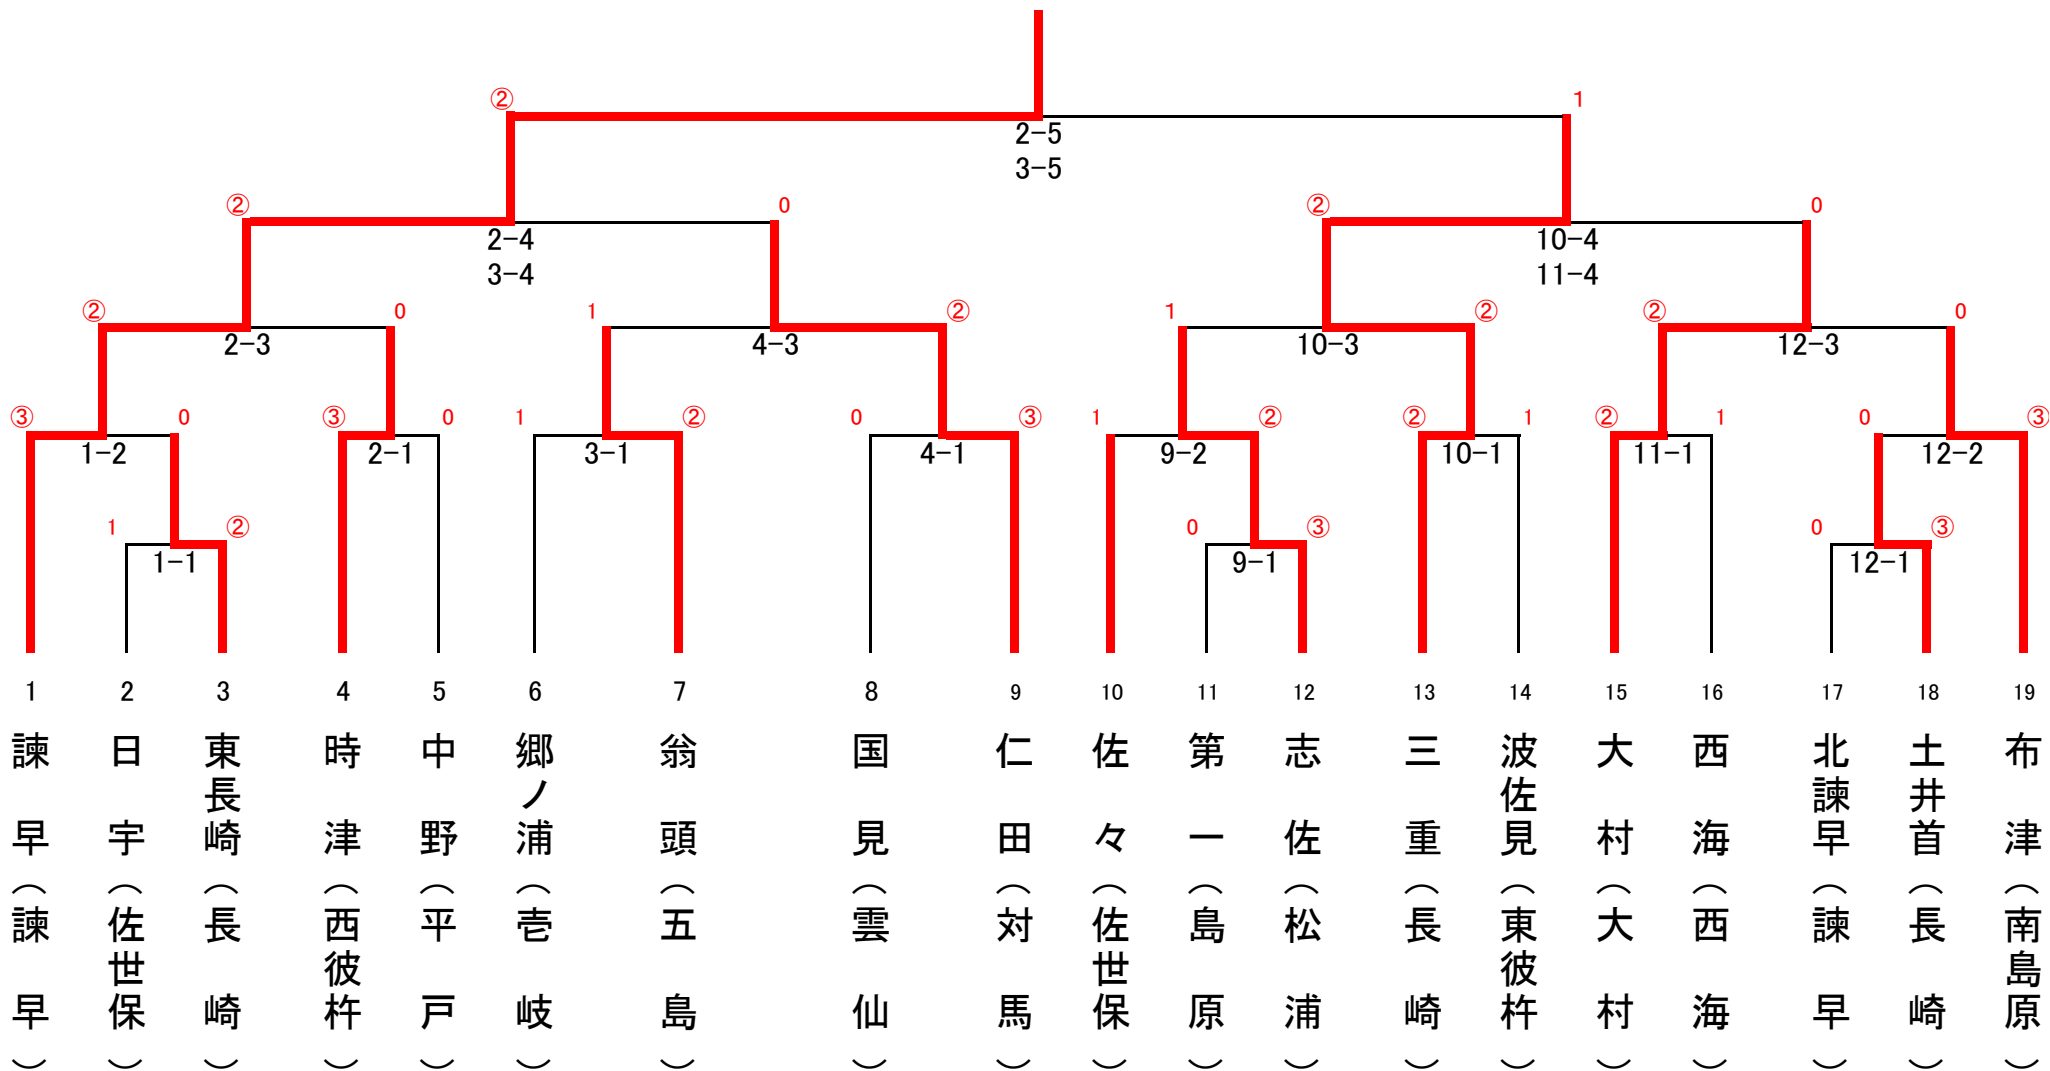 ② 1
2-5
3-5
② 0 ② 0
2-4 10-4
3-4 11-4
② 0 1 ② 1 ② ② 0
2-3 4-3 10-3 12-3
③ 0 ③ 0 1 ② 0 ③ 1 ② ② 1 ② 1 0 ③
1-2 2-1 3-1 4-1 9-2 10-1 11-1 12-2
1 ② 0 ③ 0 ③
1-1 9-1 12-1
1 2 3 4 5 6 7 8 9 10 11 12 13 14 15 16 17 18 19
諫早（諫早）
日宇（佐世保）
東長崎（長崎）
時津（西彼杵）
中野（平戸）
郷ノ浦（壱岐）
翁頭（五島）
国見（雲仙）
仁田（対馬）
佐々（佐世保）
第一（島原）
志佐（松浦）
三重（長崎）
波佐見（東彼杵）
大村（大村）
西海（西海）
北諫早（諫早）
土井首（長崎）
布津（南島原）